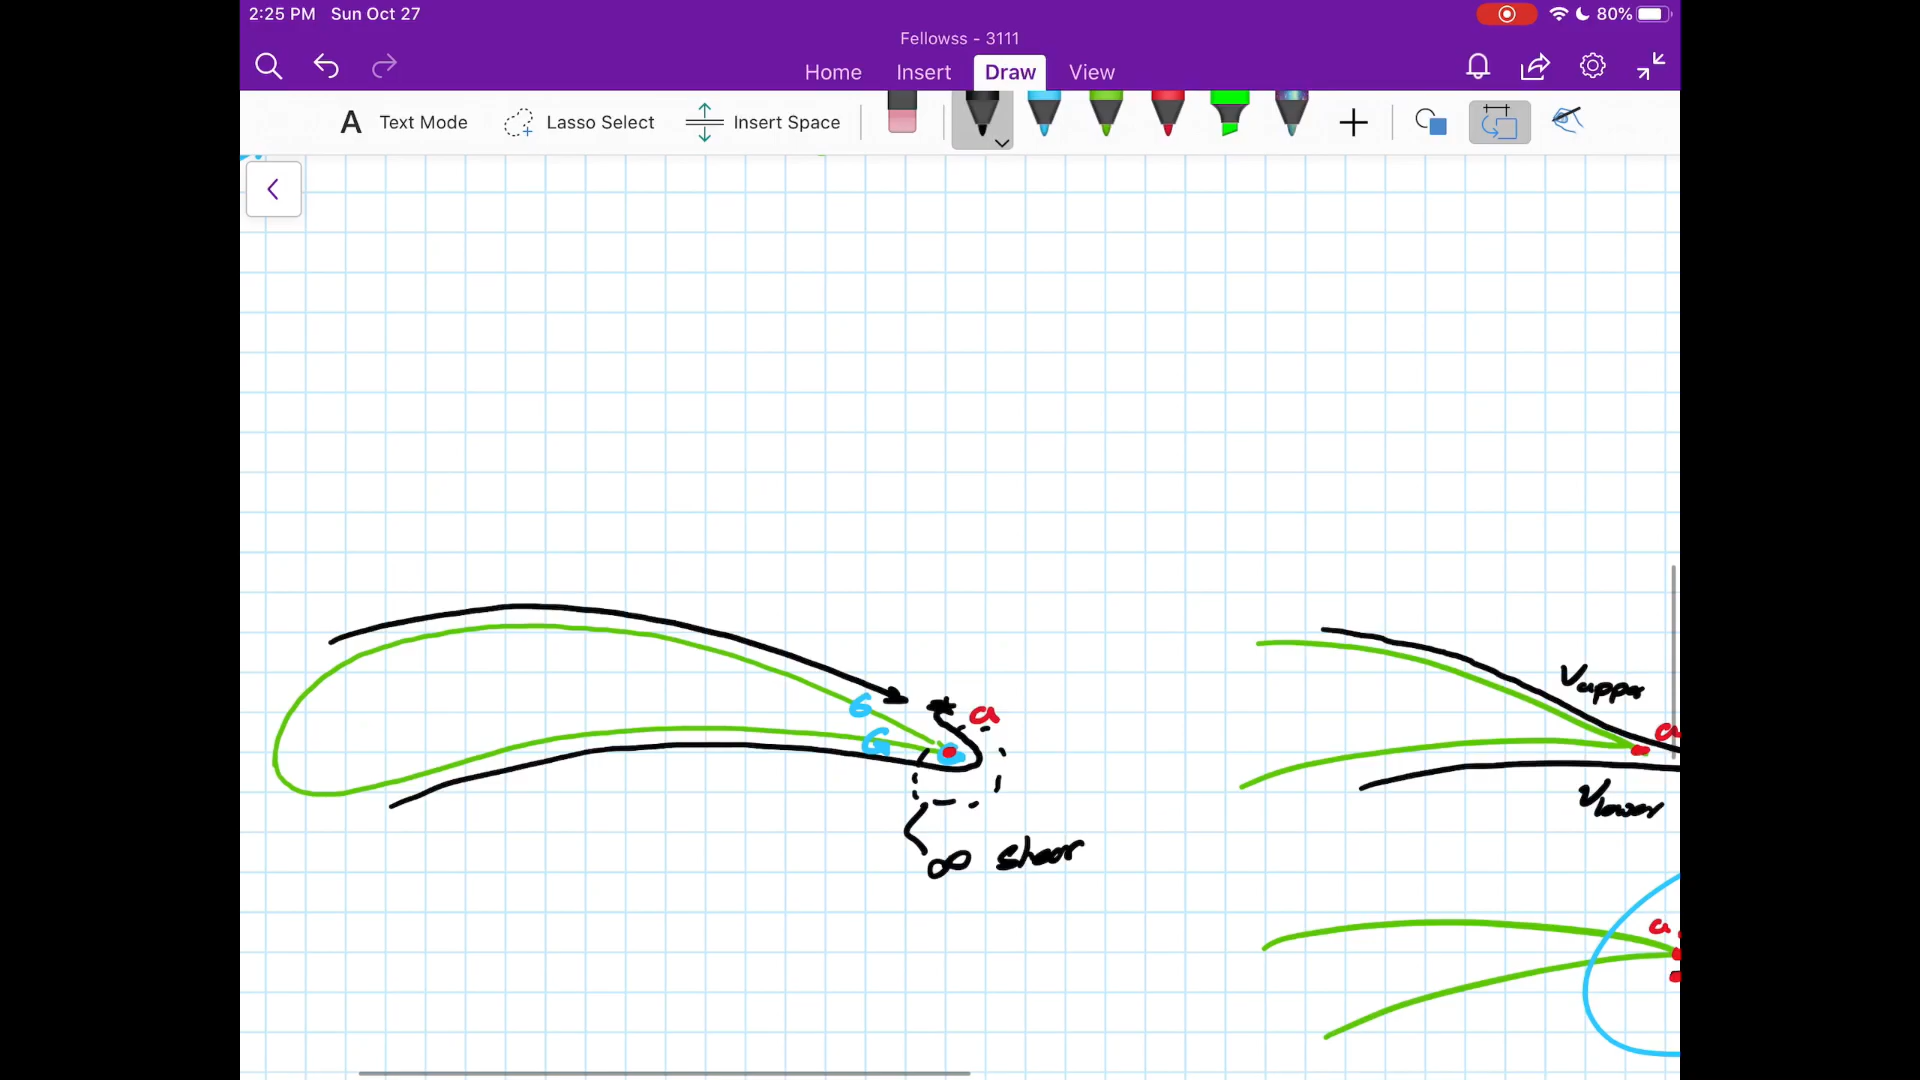 2:25 PM Sun Oct 27
80%
Fellowss - 3111
Home Insert Draw View
A Text Mode Lasso Select Insert Space
a
∞ shear
Vupper
a
Vlower
a